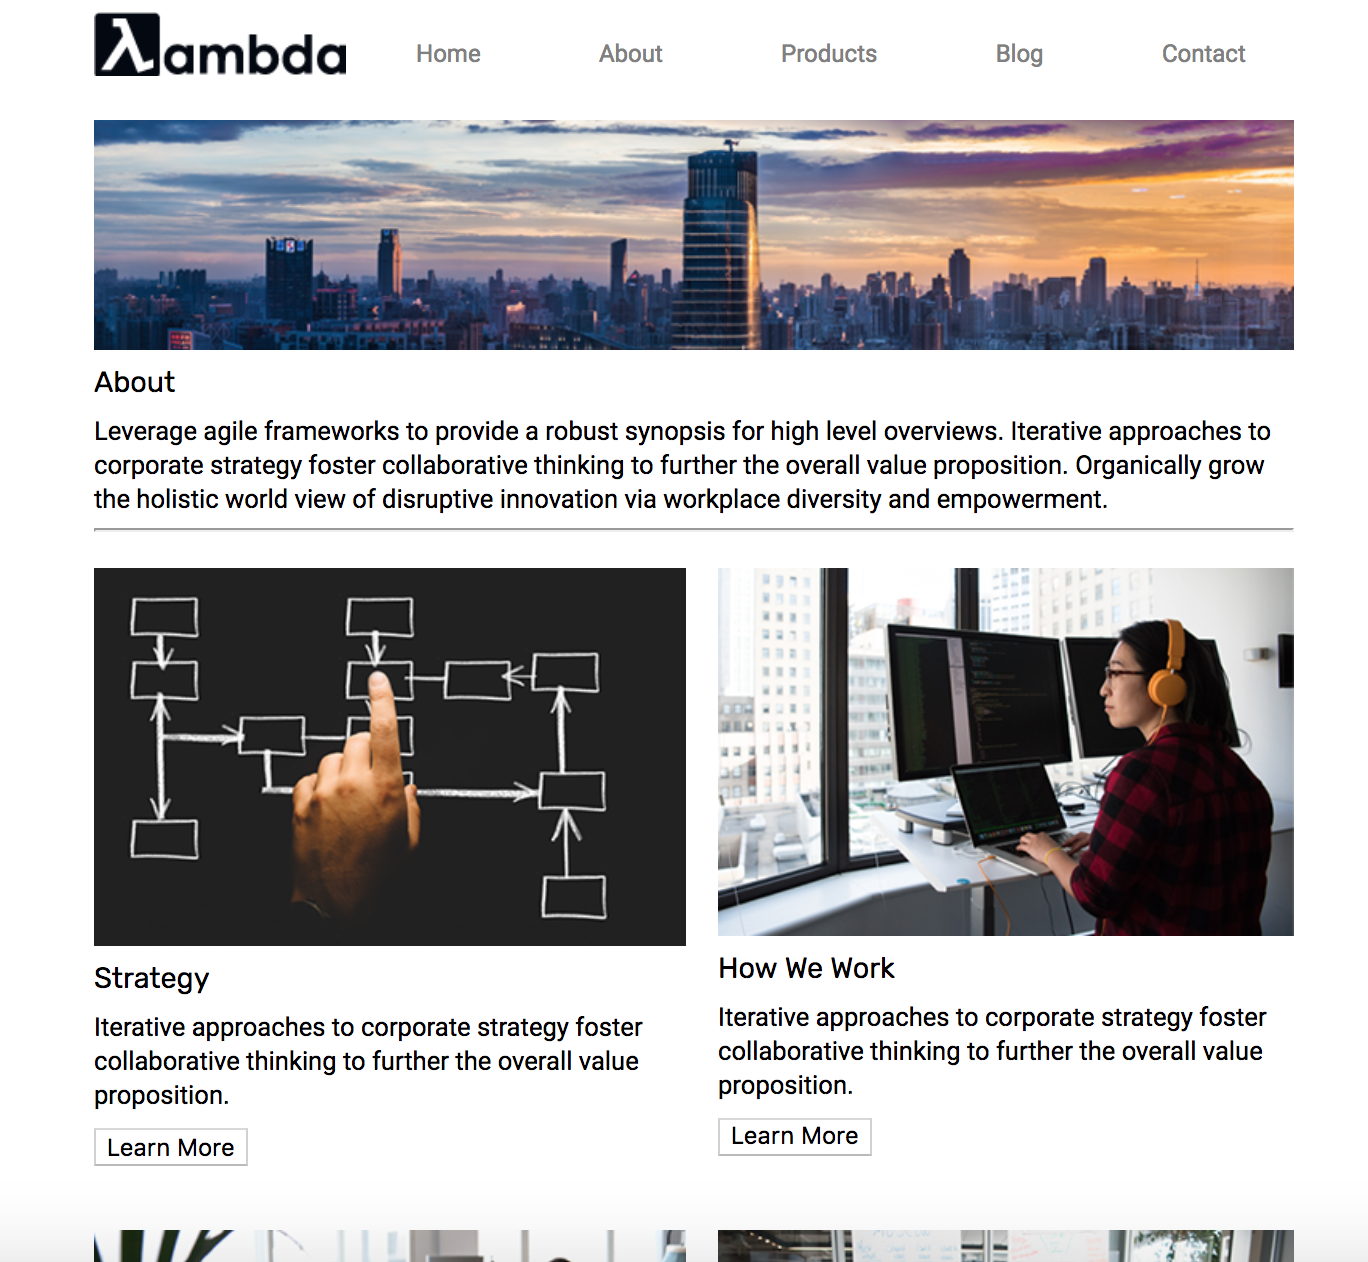 λambda
Home About Products Blog Contact
About
Leverage agile frameworks to provide a robust synopsis for high level overviews. Iterative approaches to
corporate strategy foster collaborative thinking to further the overall value proposition. Organically grow
the holistic world view of disruptive innovation via workplace diversity and empowerment.
Strategy
Iterative approaches to corporate strategy foster
collaborative thinking to further the overall value
proposition.
Learn More
How We Work
Iterative approaches to corporate strategy foster
collaborative thinking to further the overall value
proposition.
Learn More